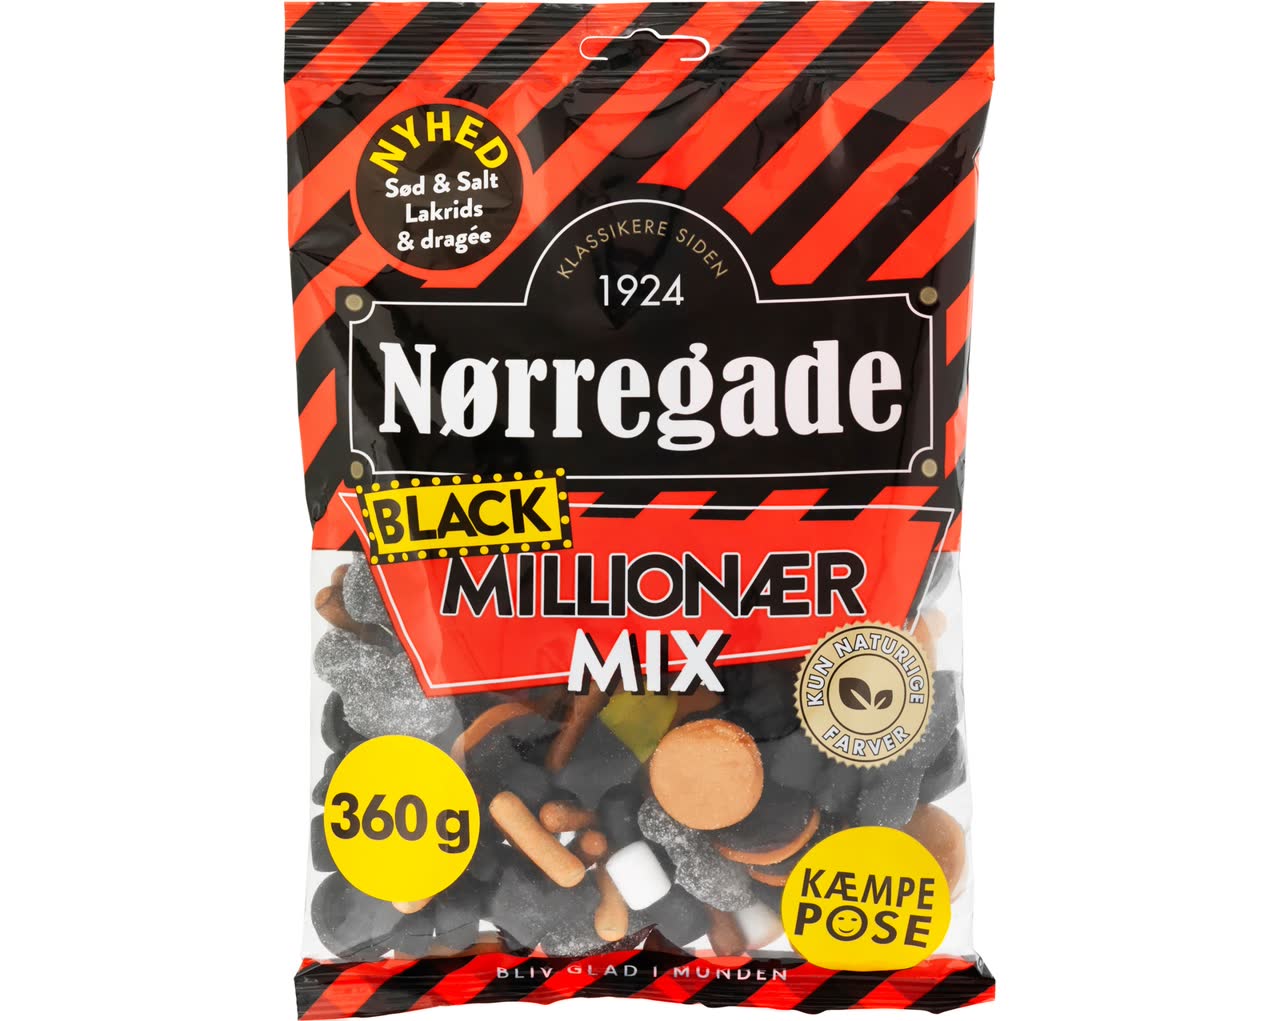 NYHED
Sød & Salt
Lakrids
& dragée
KLASSIKERE SIDEN
1924
Nørregade
BLACK
MILLIONÆR
MIX
KUN NATURLIGE
FARVER
360g
KÆMPE
POSE
BLIV GLAD I MUNDEN